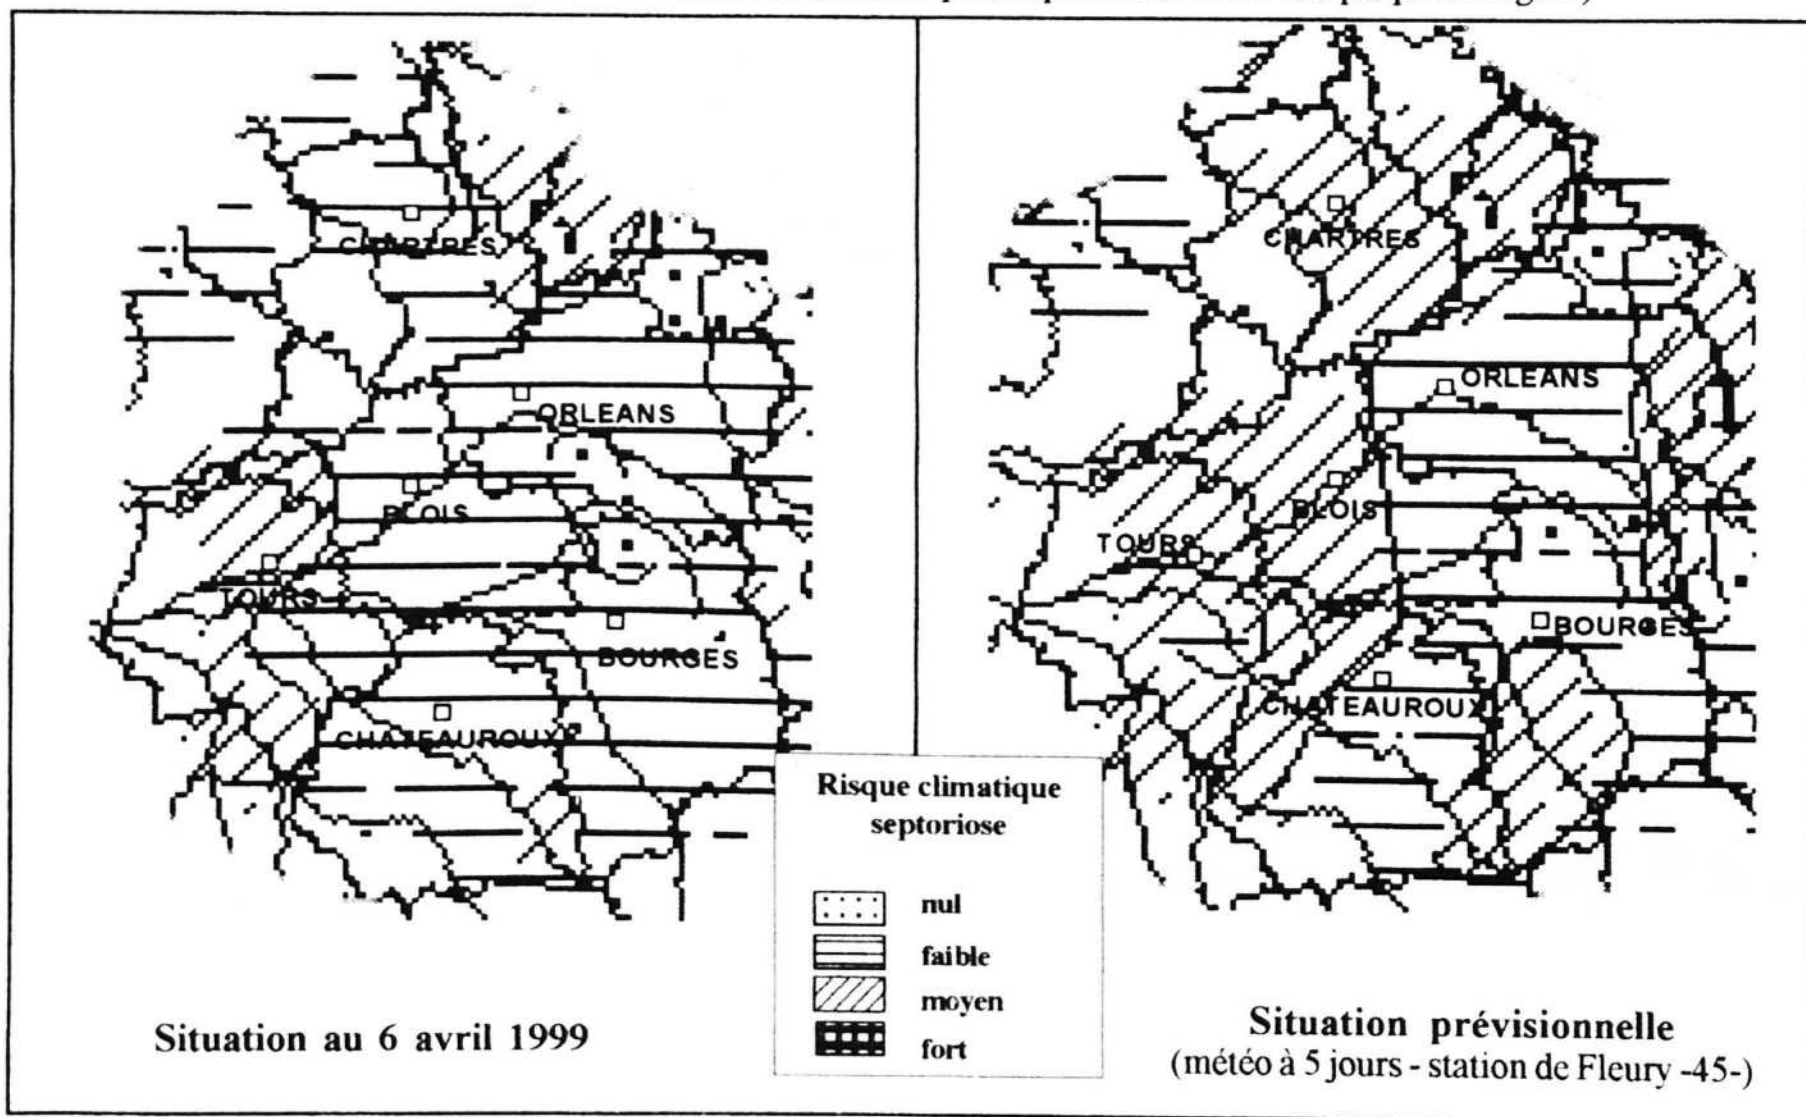 CHARTRES
ORLEANS
BLOIS
TOURS
BOURGES
CHATEAUROUX
Situation au 6 avril 1999
CHARTRES
ORLEANS
BLOIS
TOURS
BOURGES
CHATEAUROUX
Risque climatique
septoriose
nul
faible
moyen
fort
Situation prévisionnelle
(météo à 5 jours - station de Fleury -45-)